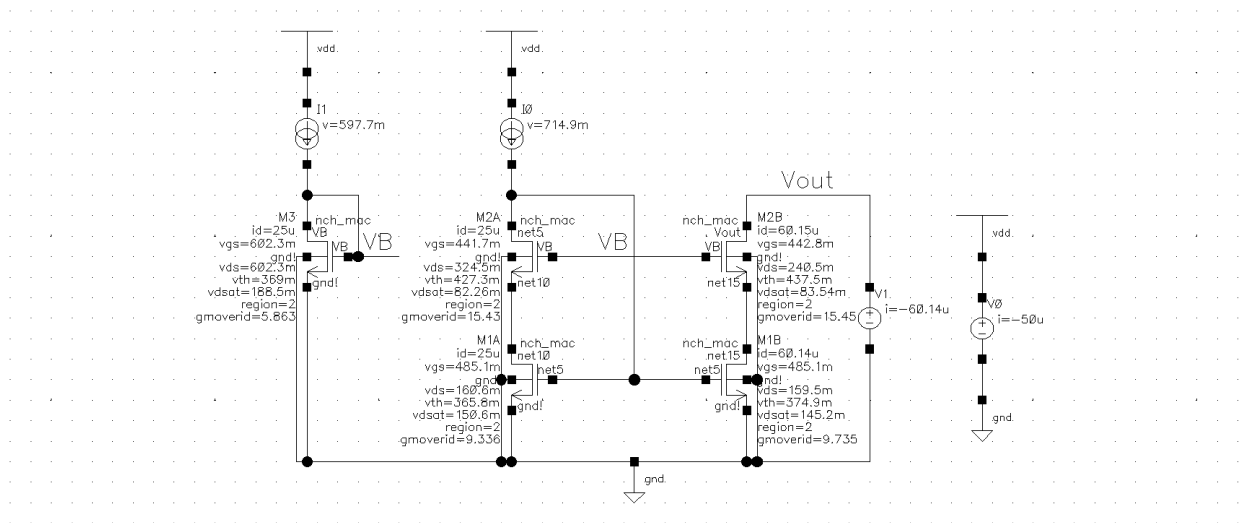 vdd
vdd
I1
v=597.7m
I0
v=714.9m
Vout
M3
nch_mac
id=25u
VB
vgs=602.3m
VB
VB
gnd!
vds=602.3m
vth=369m
gnd!
vdsat=188.5m
region=2
gmoverid=5.863
M2A
nch_mac
id=25u
net5
vgs=441.7m
VB
VB
gnd!
vds=324.5m
vth=427.3m
net10
vdsat=82.26m
region=2
gmoverid=15.43
nch_mac
M2B
Vout
id=60.15u
VB
vgs=442.8m
gnd!
vds=240.5m
vth=437.5m
net15
vdsat=83.54m
region=2
gmoverid=15.45
V1
i=-60.14u
vdd
V0
i=-50u
gnd
M1A
nch_mac
id=25u
net10
vgs=485.1m
net5
gnd!
vds=160.6m
vth=365.8m
gnd!
vdsat=150.6m
region=2
gmoverid=9.336
nch_mac
M1B
net15
id=60.14u
net5
vgs=485.1m
gnd!
vds=159.5m
vth=374.9m
gnd!
vdsat=145.2m
region=2
gmoverid=9.735
gnd